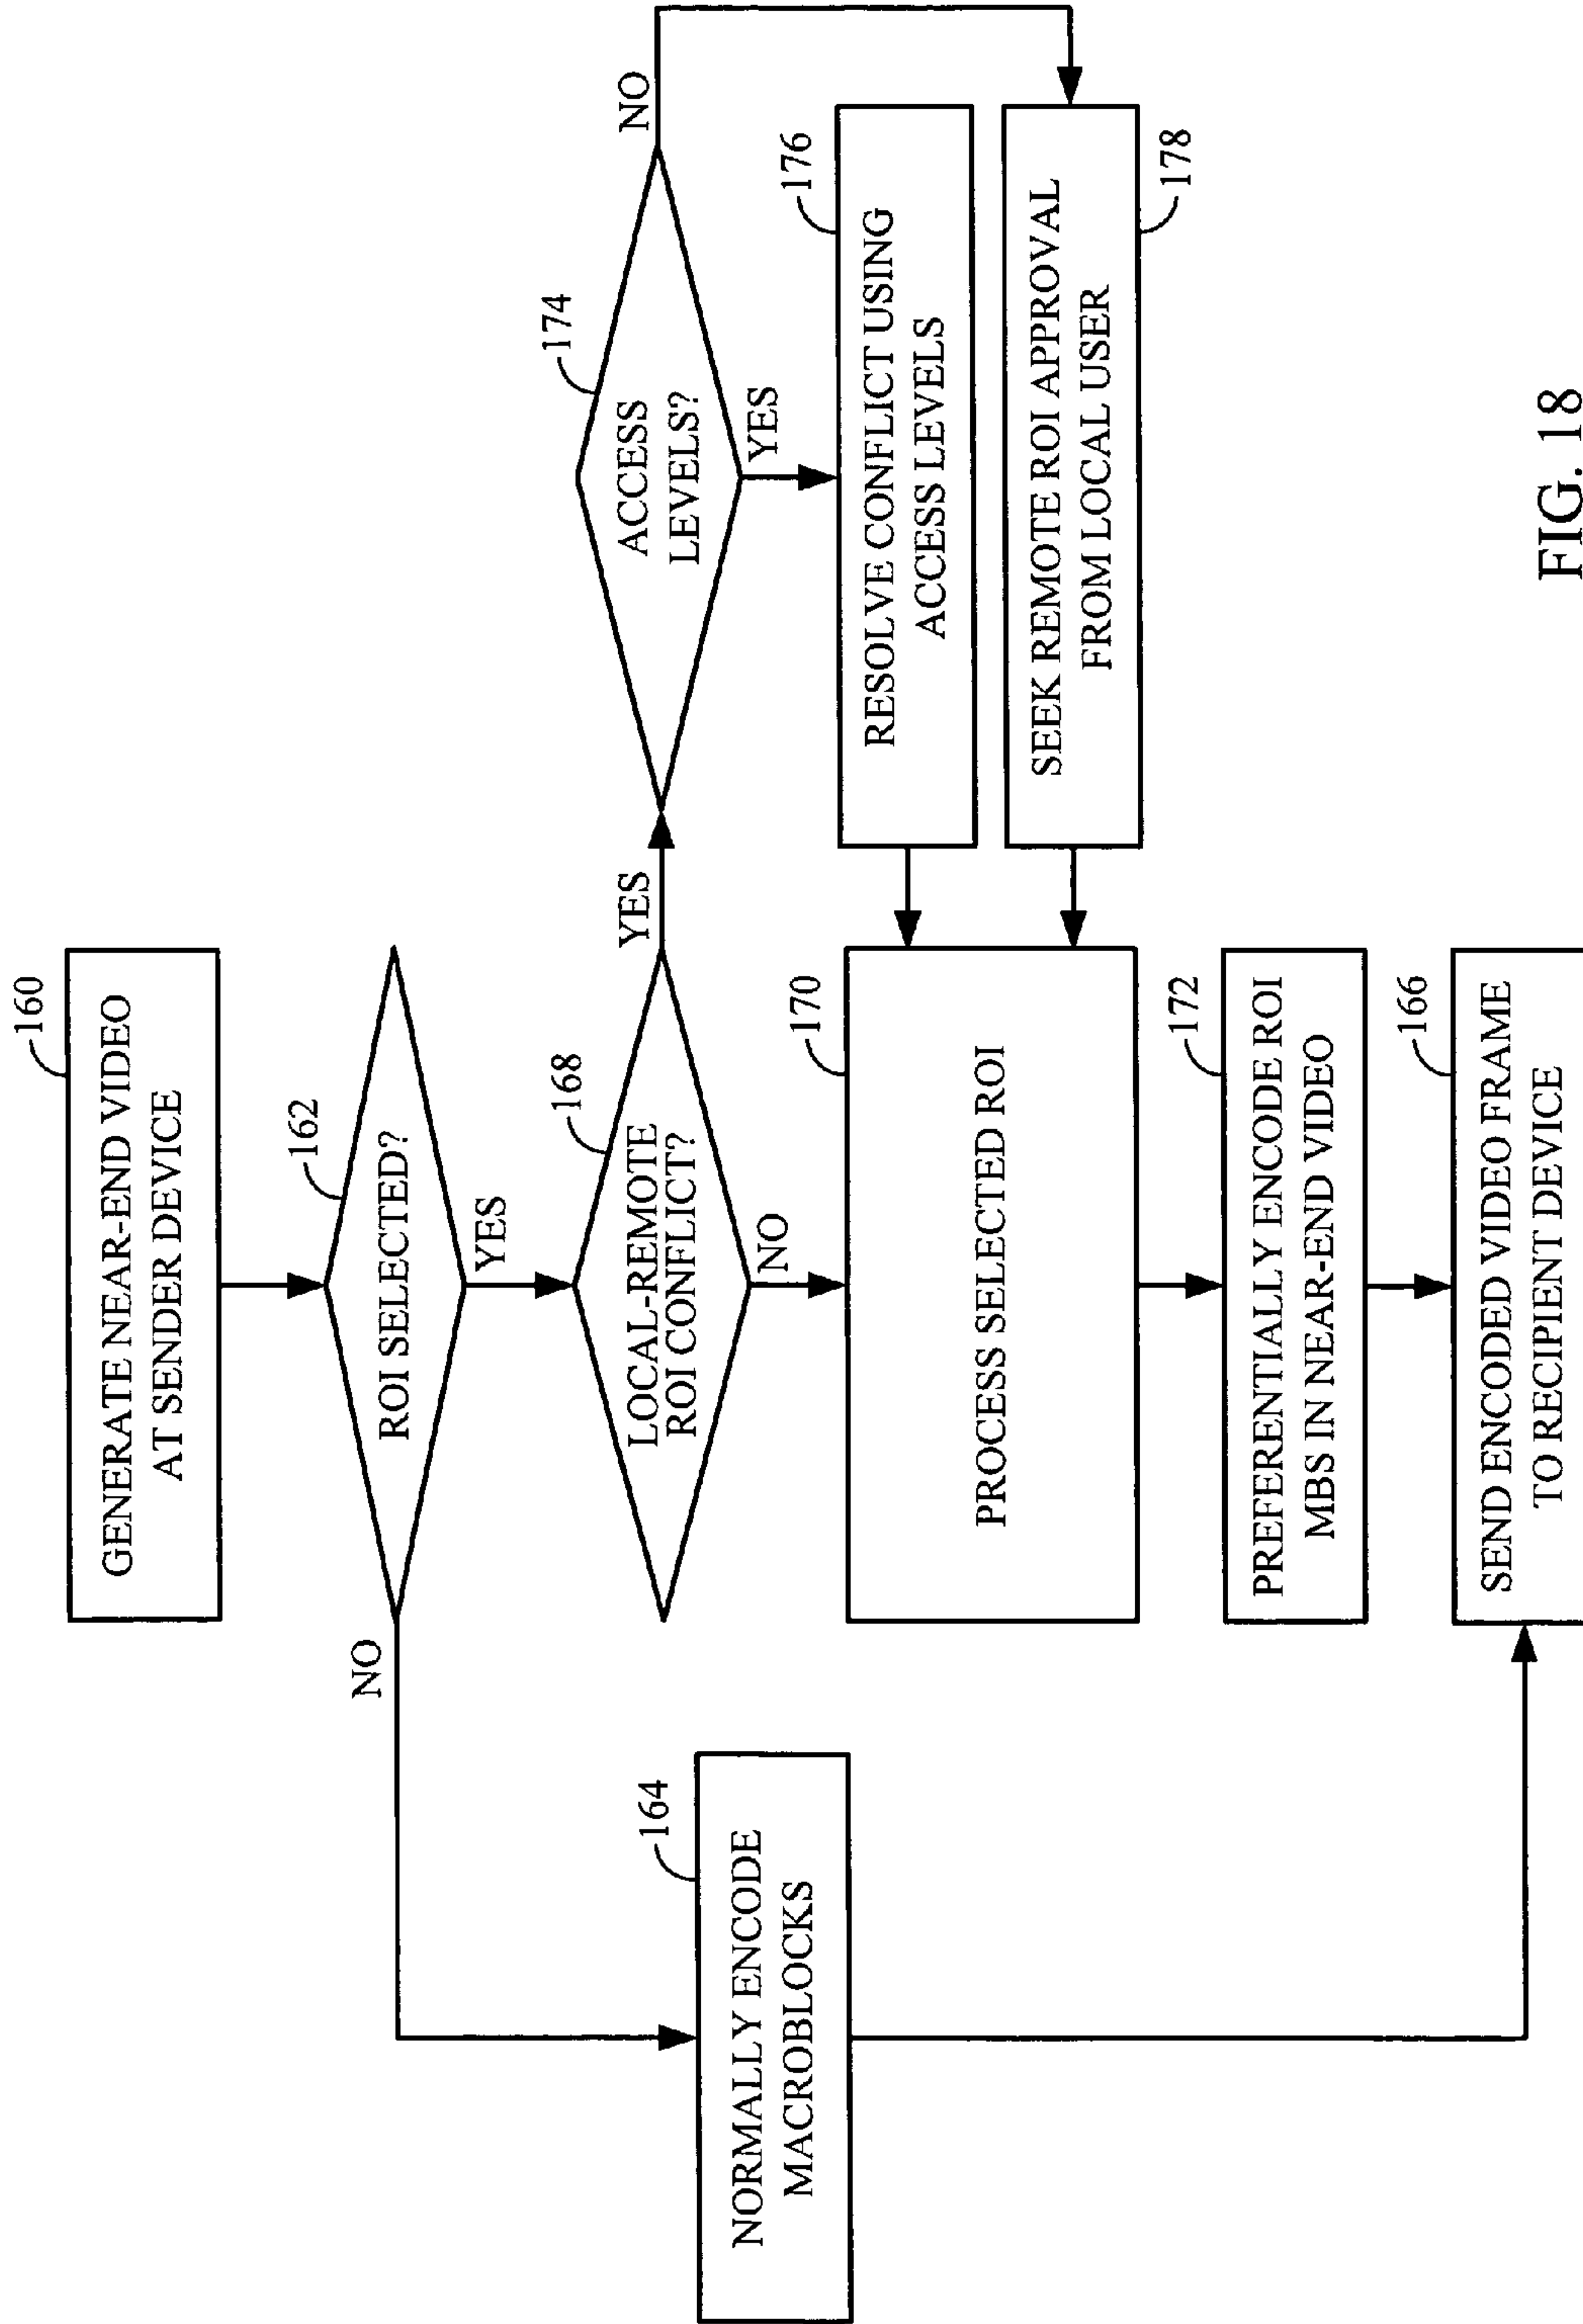 160
GENERATE NEAR-END VIDEO
AT SENDER DEVICE
162
ROI SELECTED?
NO
YES
164
NORMALLY ENCODE
MACROBLOCKS
168
LOCAL-REMOTE
ROI CONFLICT?
YES
NO
174
ACCESS
LEVELS?
NO
YES
176
RESOLVE CONFLICT USING
ACCESS LEVELS
SEEK REMOTE ROI APPROVAL
FROM LOCAL USER
178
170
PROCESS SELECTED ROI
172
PREFERENTIALLY ENCODE ROI
MBS IN NEAR-END VIDEO
166
SEND ENCODED VIDEO FRAME
TO RECIPIENT DEVICE
FIG. 18